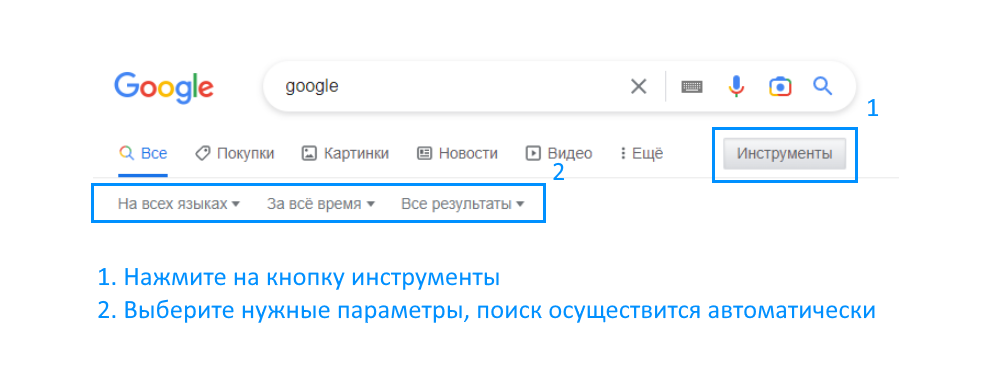 Google google
1
Все Покупки Картинки Новости Видео Ещё Инструменты
2
На всех языках За всё время Все результаты
1. Нажмите на кнопку инструменты
2. Выберите нужные параметры, поиск осуществится автоматически